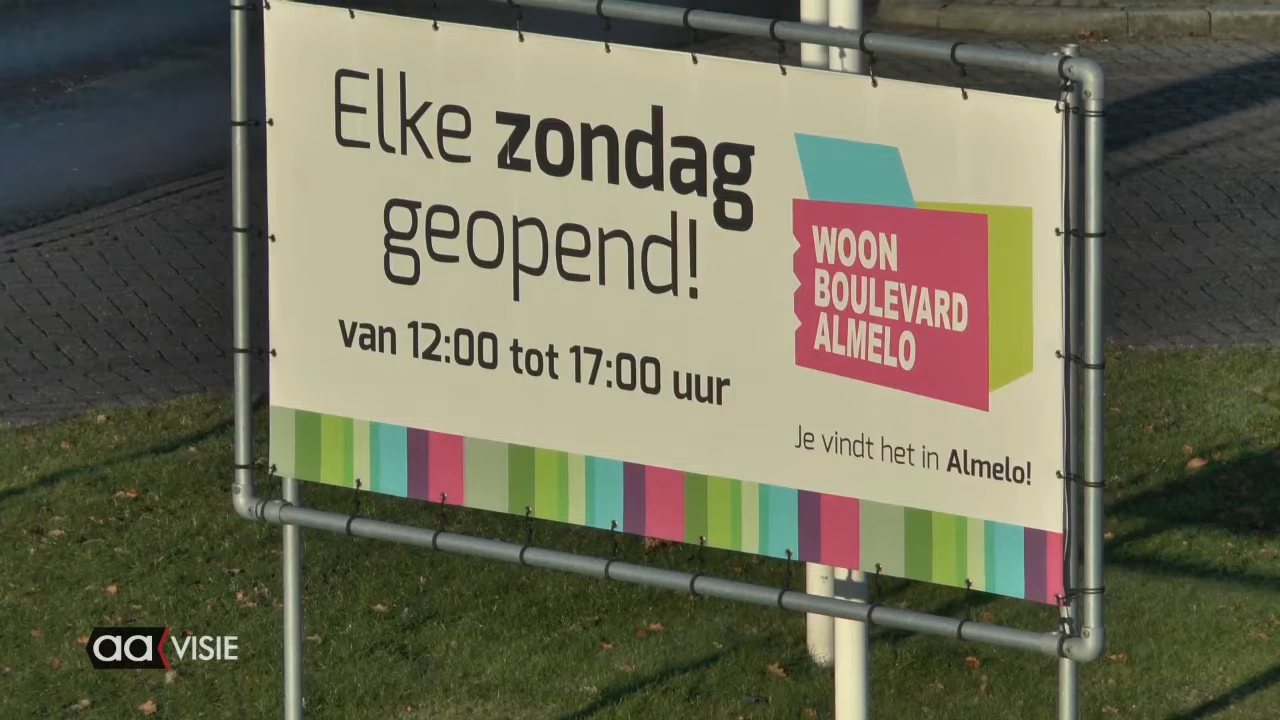 Elke zondag
geopend!
van 12:00 tot 17:00 uur
WOON
BOULEVARD
ALMELO
Je vindt het in Almelo!
aa VISIE